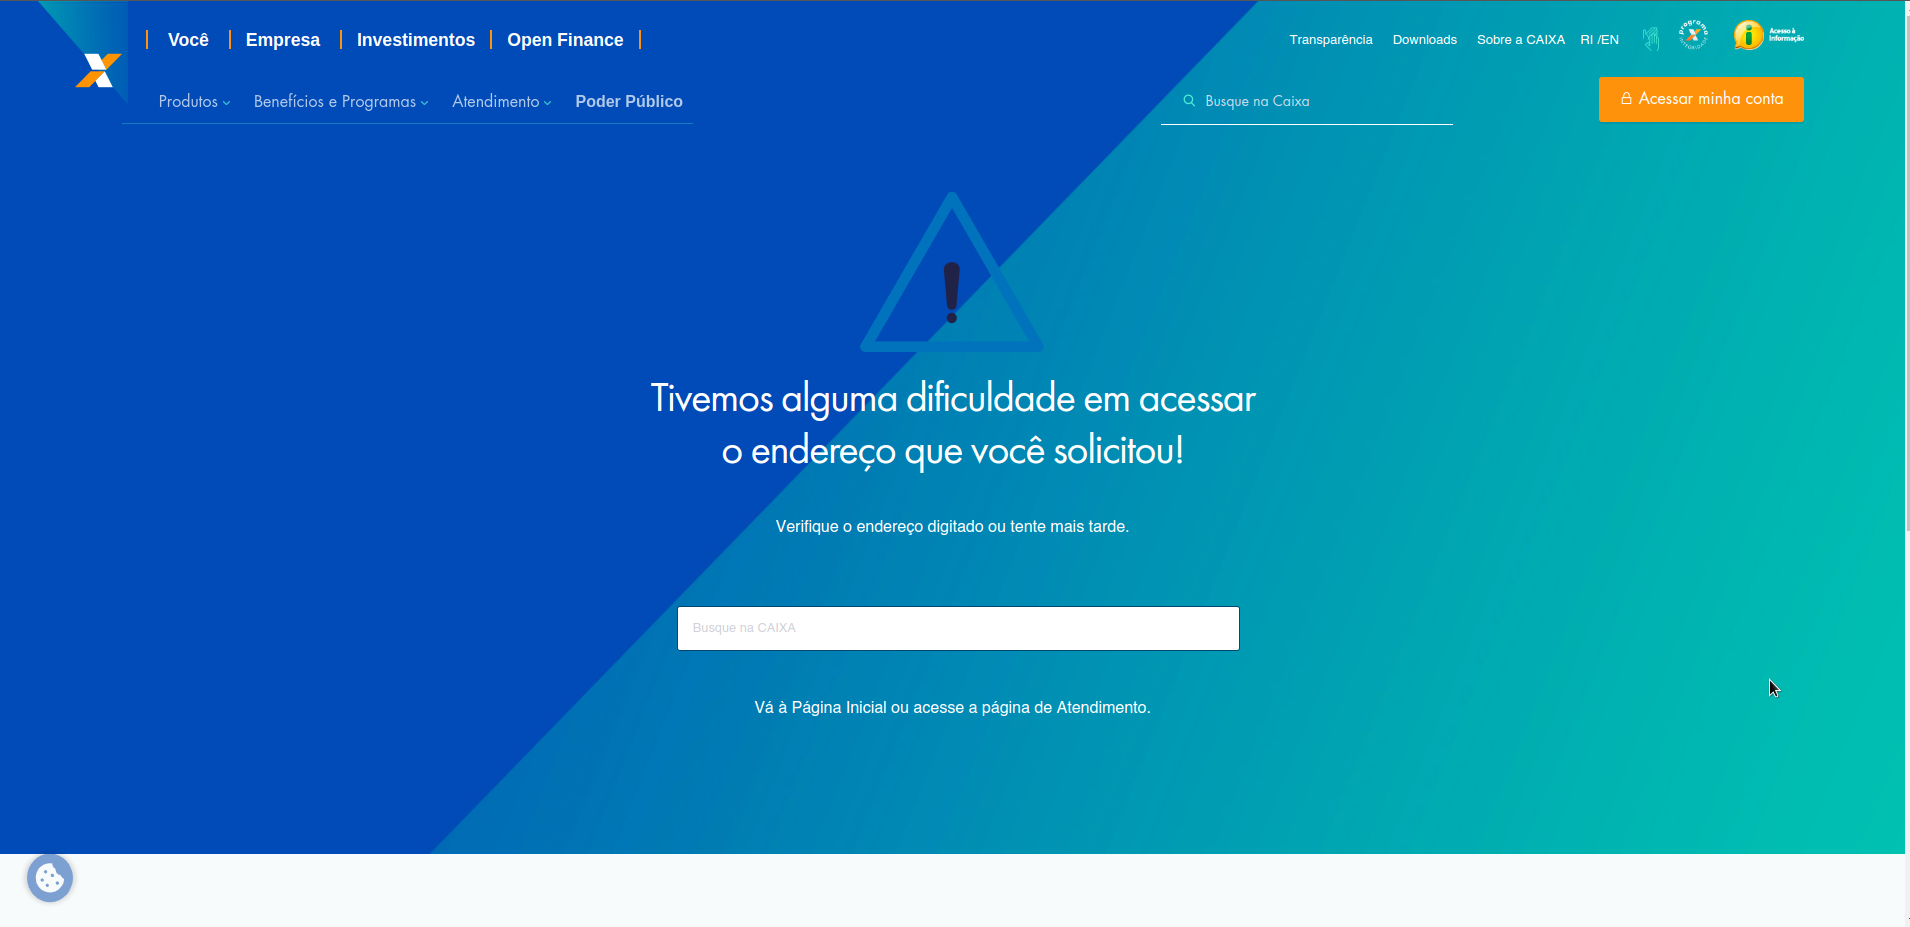 Você
Empresa
Investimentos
Open Finance
Transparência
Downloads
Sobre a CAIXA
RI /EN
Programa
INTEGRIDADE
Acesso à
Informação
Produtos
Benefícios e Programas
Atendimento
Poder Público
Busque na Caixa
Acessar minha conta
Tivemos alguma dificuldade em acessar
o endereço que você solicitou!
Verifique o endereço digitado ou tente mais tarde.
Busque na CAIXA
Vá à Página Inicial ou acesse a página de Atendimento.